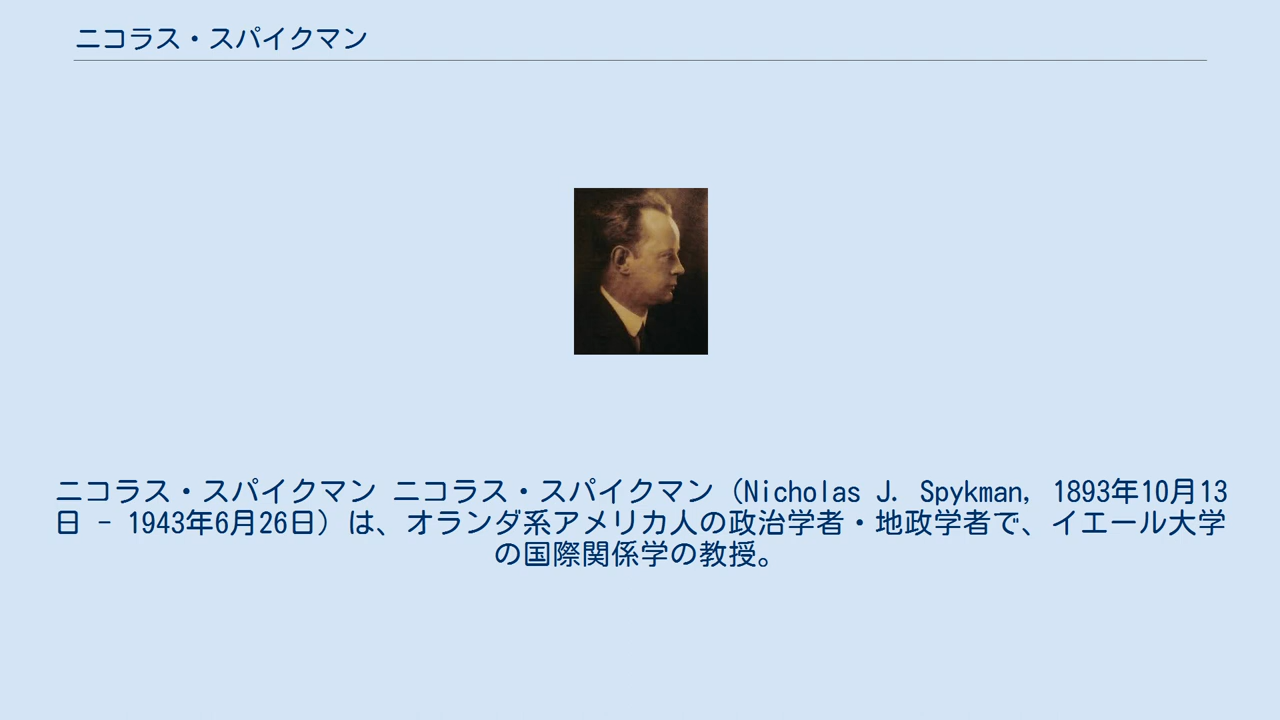 ニコラス・スパイクマン
ニコラス・スパイクマン ニコラス・スパイクマン（Nicholas J. Spykman, 1893年10月13
日 - 1943年6月26日）は、オランダ系アメリカ人の政治学者・地政学者で、イエール大学
の国際関係学の教授。